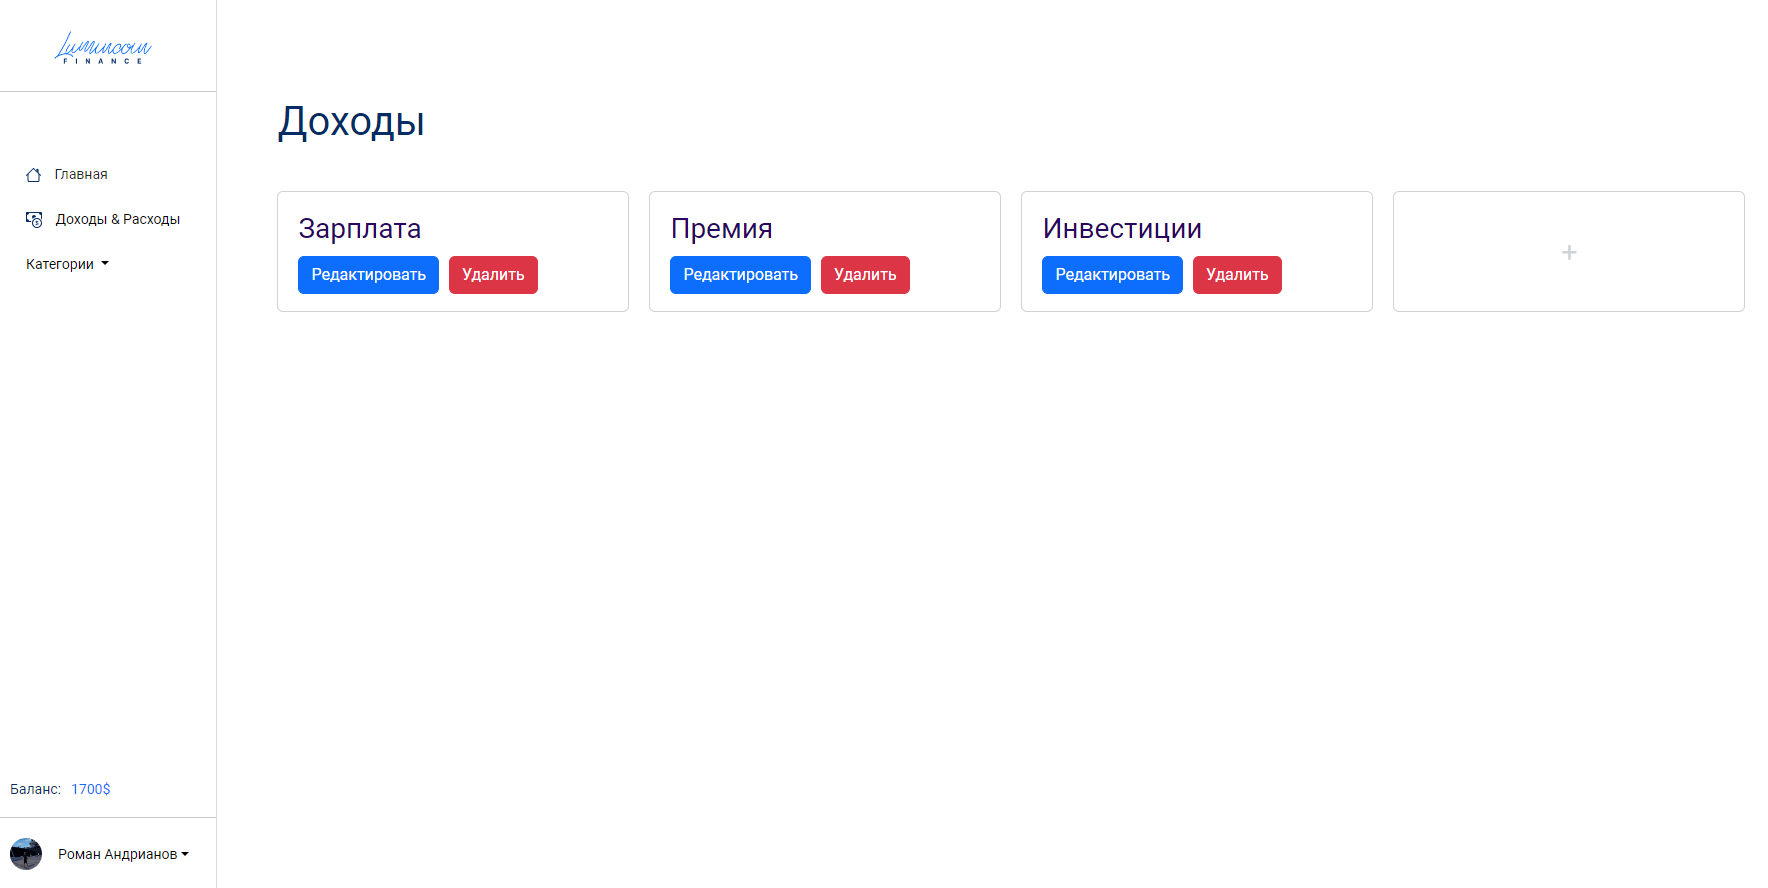 Lumincoin
FINANCE
Главная
Доходы & Расходы
Категории
Баланс: 1700$
Роман Андрианов
Доходы
Зарплата
Редактировать Удалить
Премия
Редактировать Удалить
Инвестиции
Редактировать Удалить
+